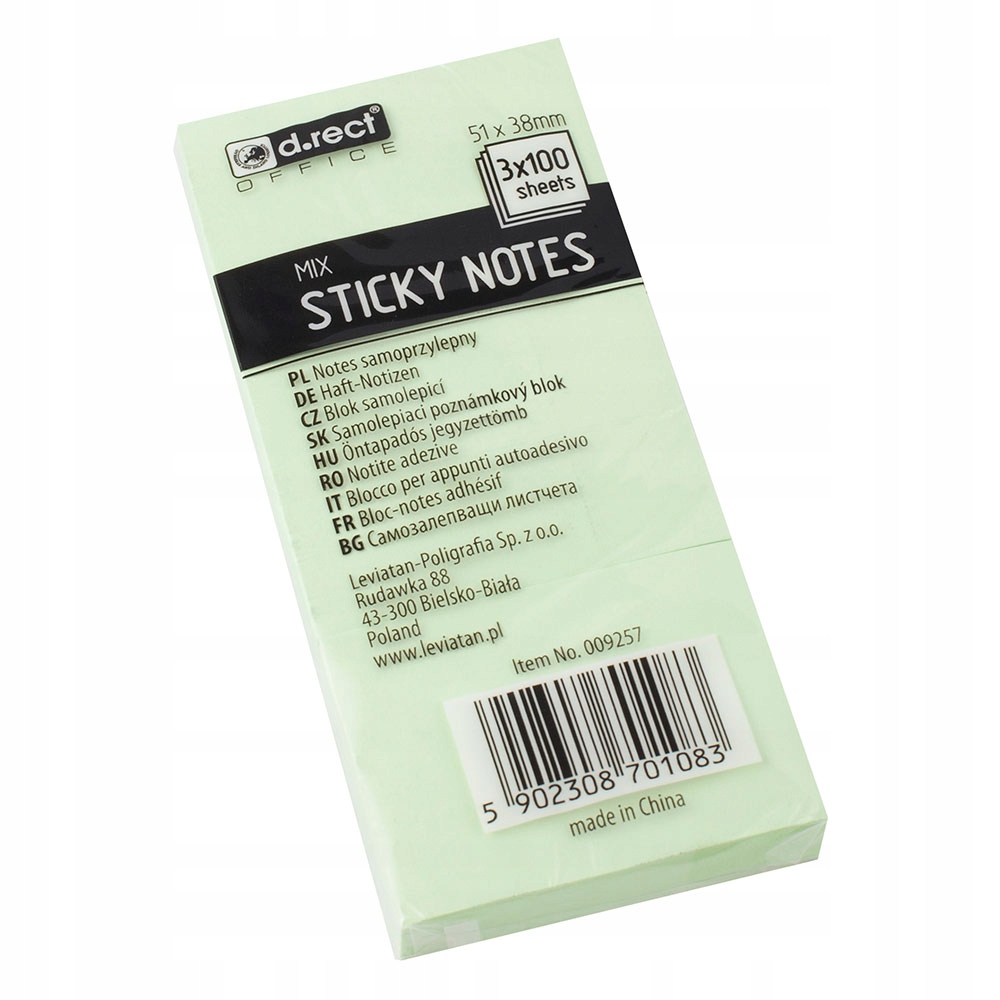 d.rect®
OFFICE
51 x 38mm
3x100
sheets
MIX
STICKY NOTES
PL Notes samoprzylepny
DE Haft-Notizen
CZ Blok samolepicí
SK Samolepiaci poznámkový blok
HU Öntapadós jegyzettömb
RO Notite adezive
IT Blocco per appunti autoadesivo
FR Bloc-notes adhésif
BG Самозалепващи листчета
Leviatan-Poligrafia Sp. z o.o.
Rudawka 88
43-300 Bielsko-Biała
Poland
www.leviatan.pl
Item No. 009257
5 902308 701083
made in China